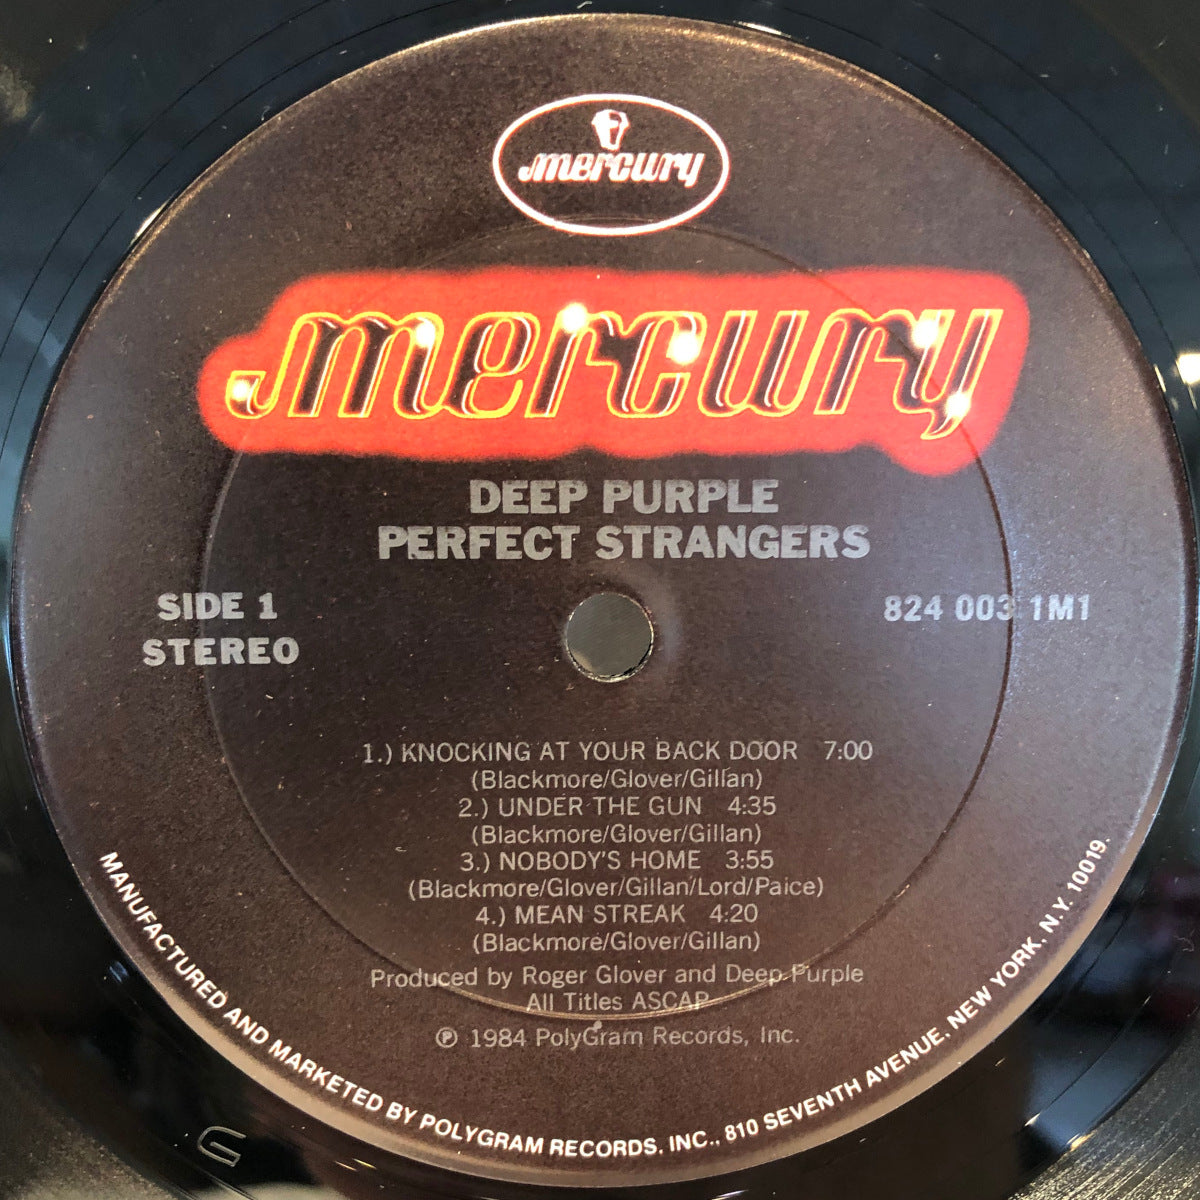 mercury
mercury
DEEP PURPLE
PERFECT STRANGERS
SIDE 1
STEREO
824 003 1M1
1.) KNOCKING AT YOUR BACK DOOR 7:00
(Blackmore/Glover/Gillan)
2.) UNDER THE GUN 4:35
(Blackmore/Glover/Gillan)
3.) NOBODY'S HOME 3:55
(Blackmore/Glover/Gillan/Lord/Paice)
4.) MEAN STREAK 4:20
(Blackmore/Glover/Gillan)
Produced by Roger Glover and Deep Purple
All Titles ASCAP
℗ 1984 PolyGram Records, Inc.
MANUFACTURED AND MARKETED BY POLYGRAM RECORDS, INC., 810 SEVENTH AVENUE, NEW YORK, N.Y. 10019.
G